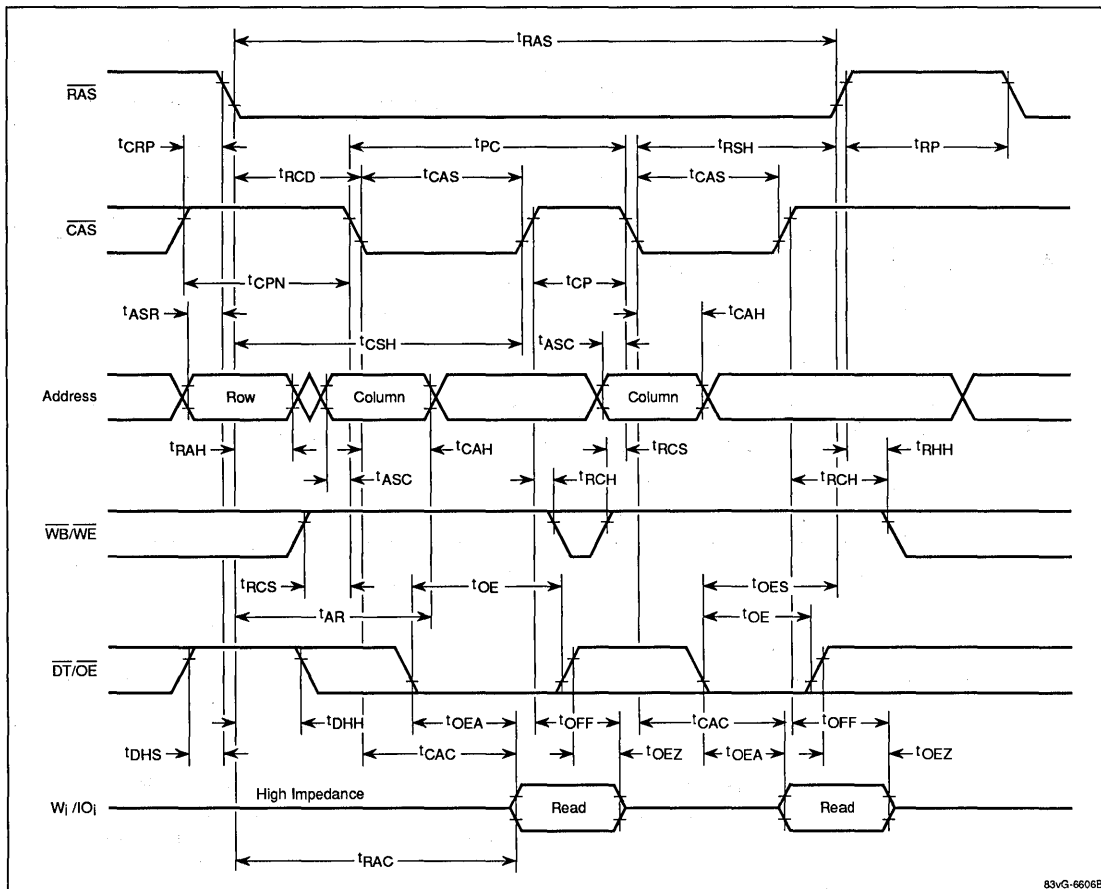 tRAS
RAS
tCRP
tPC
tRSH
tRP
tRCD
tCAS
tCAS
CAS
tCPN
tCP
tASR
tCAH
tCSH
tASC
Address
Row
Column
Column
tRAH
tCAH
tRCS
tRHH
tASC
tRCH
tRCH
WB/WE
tRCS
tOE
tOES
tAR
tOE
DT/OE
tDHH
tOEA
tOFF
tCAC
tOFF
tDHS
tCAC
tOEZ
tOEA
tOEZ
High Impedance
Wi /IOi
Read
Read
tRAC
83vG-6606B